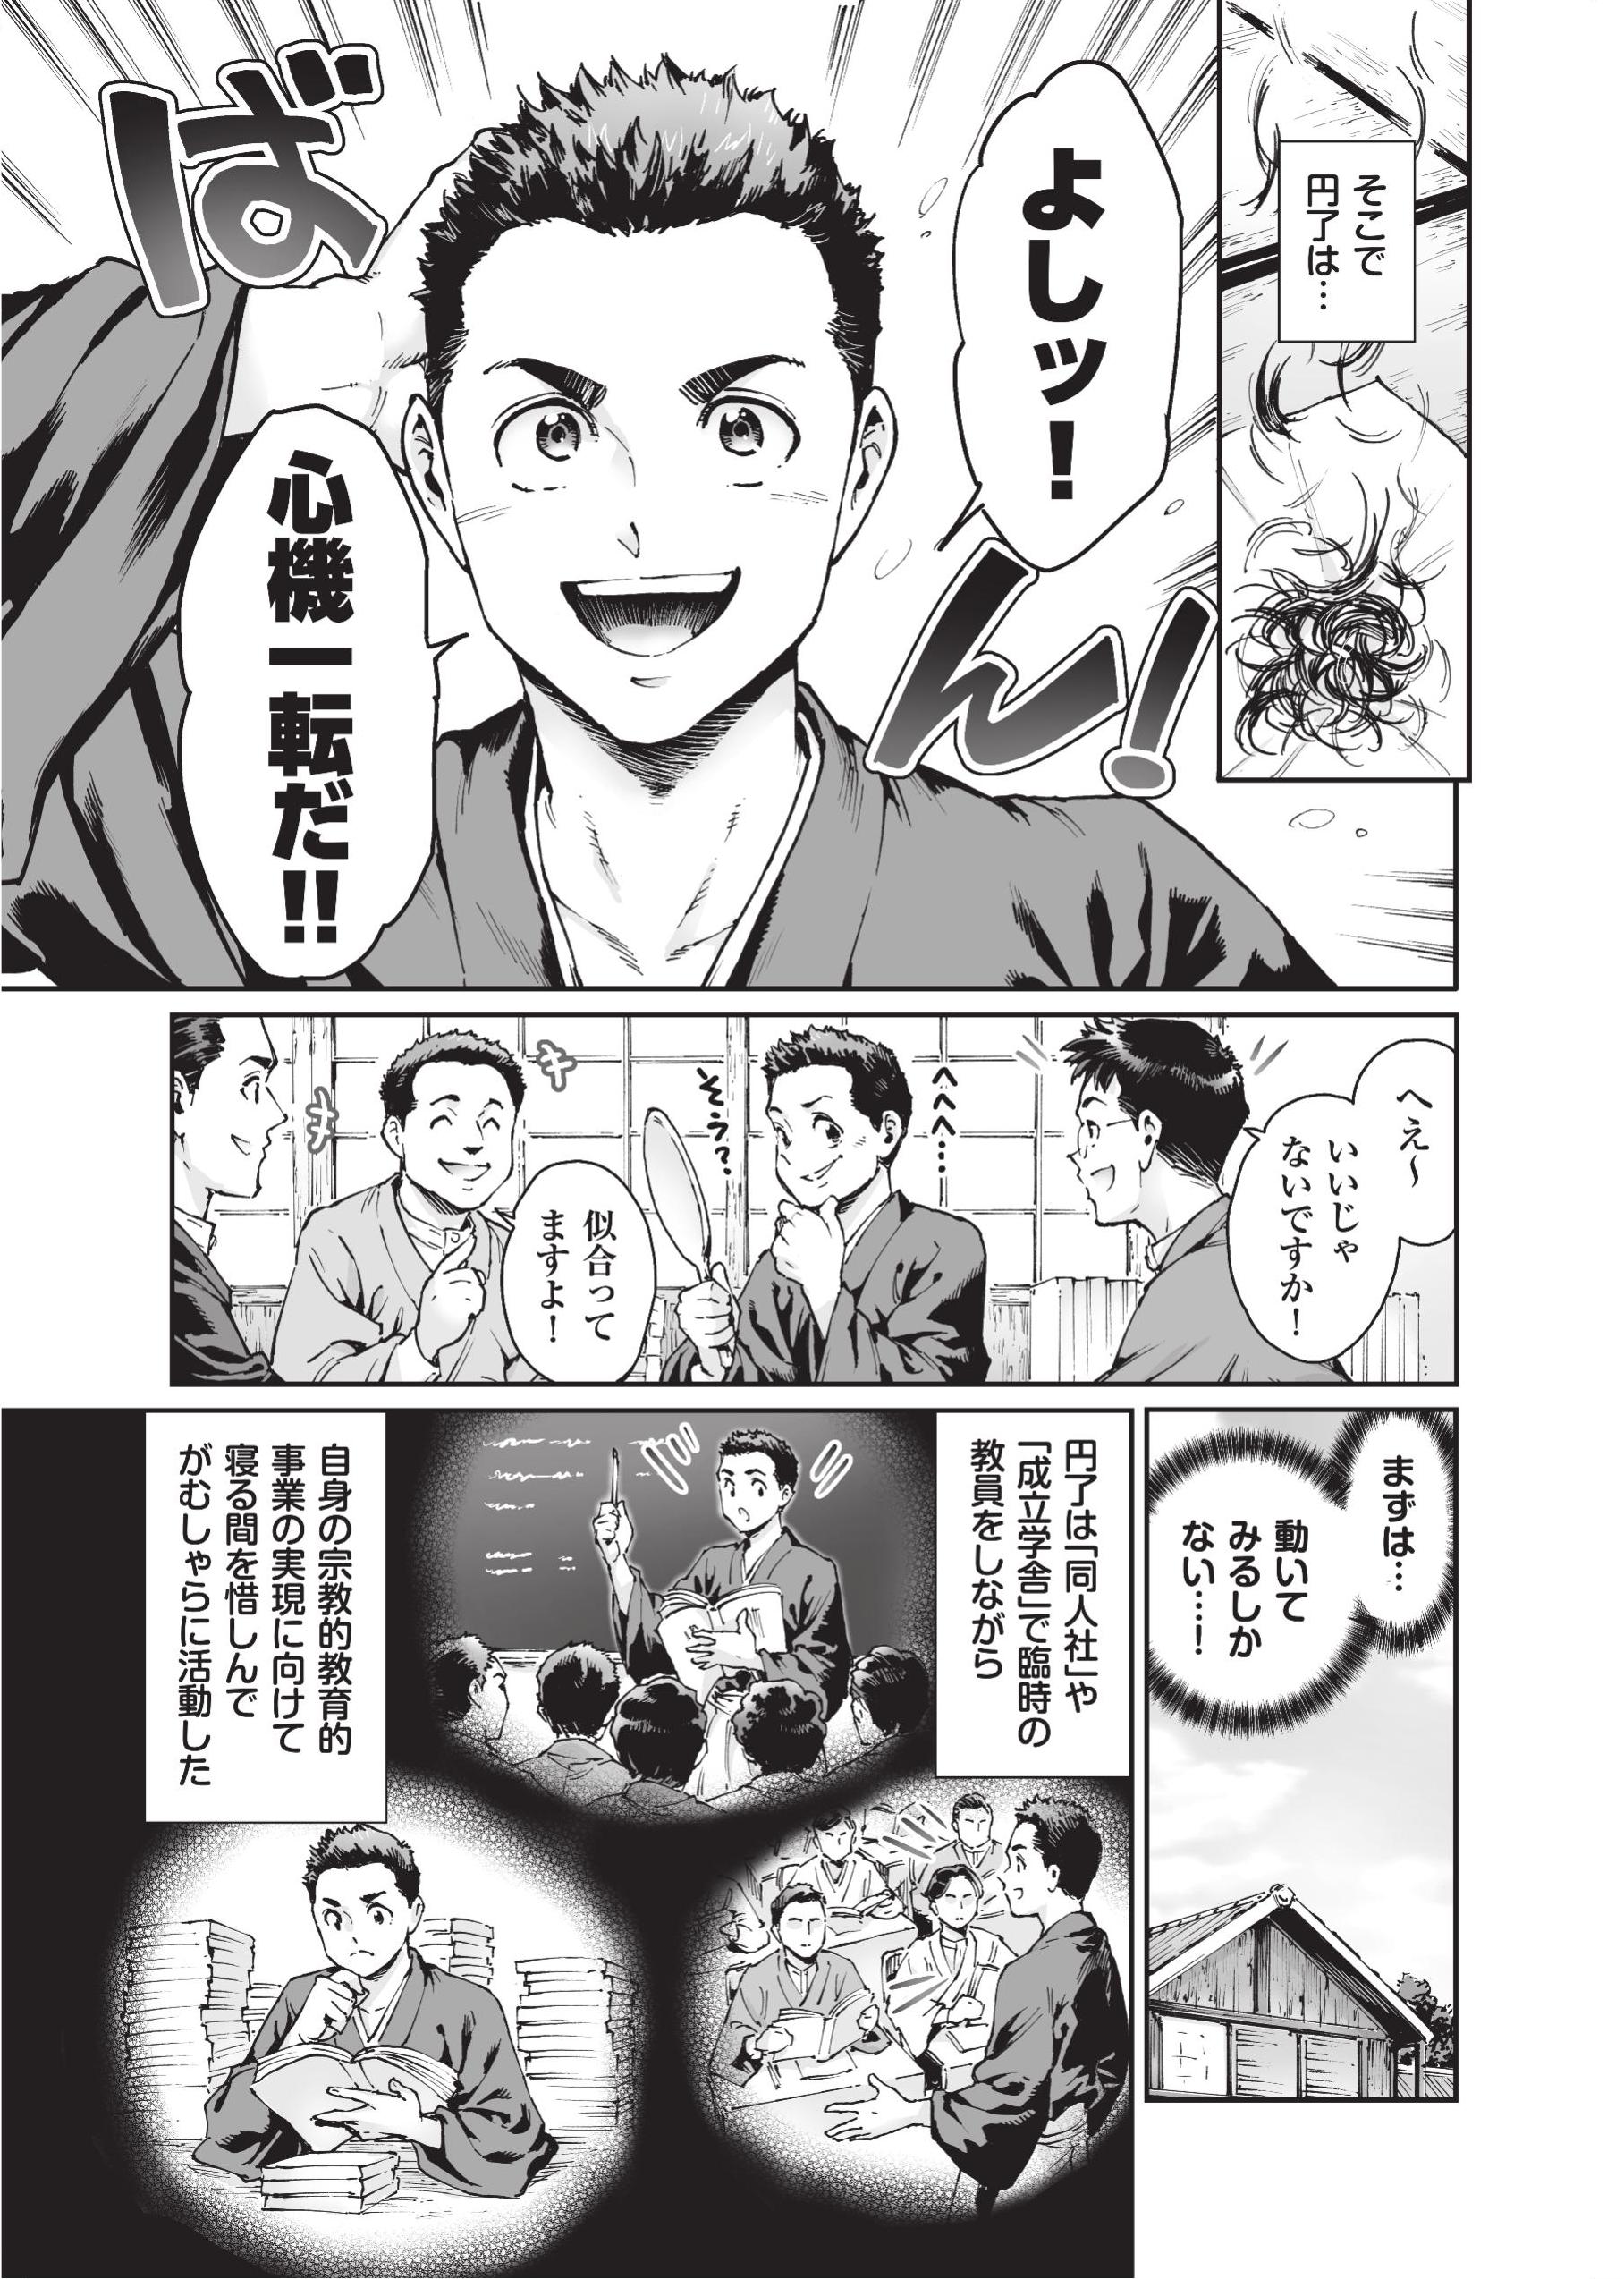 そこで
円了は…
よしッ！
ばん！
心機一転だ!!
へえ〜
いいじゃ
ないですか！
へへへ…
そう？
似合って
ますよ！
まずは…
動いて
みるしか
ない……！
円了は「同人社」や
「成立学舎」で臨時の
教員をしながら
自身の宗教的教育的
事業の実現に向けて
寝る間を惜しんで
がむしゃらに活動した